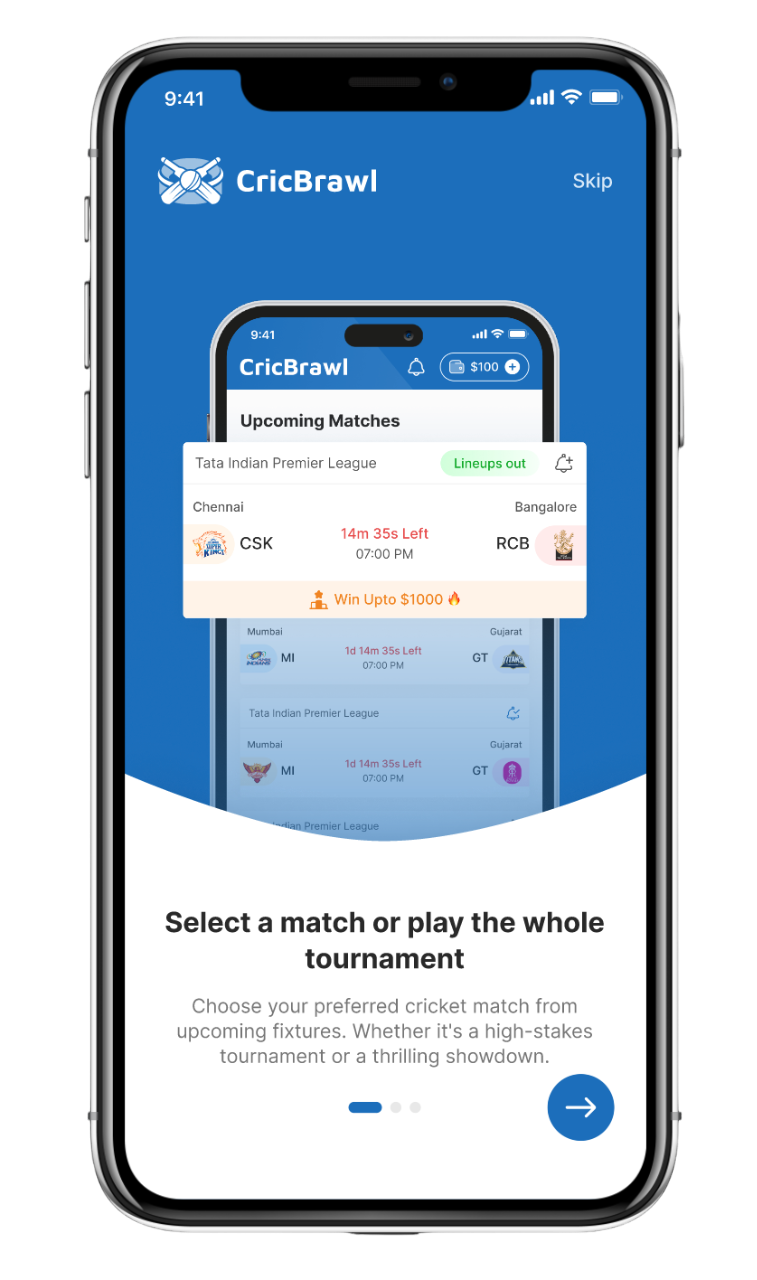 9:41
CricBrawl
Skip
9:41
CricBrawl
$100
Upcoming Matches
Tata Indian Premier League
Lineups out
Chennai
Bangalore
CSK
14m 35s Left
RCB
07:00 PM
Win Upto $1000
Mumbai
Gujarat
MI
1d 14m 35s Left
GT
07:00 PM
Tata Indian Premier League
Mumbai
Gujarat
MI
1d 14m 35s Left
GT
07:00 PM
Indian Premier League
Select a match or play the whole
tournament
Choose your preferred cricket match from
upcoming fixtures. Whether it's a high-stakes
tournament or a thrilling showdown.